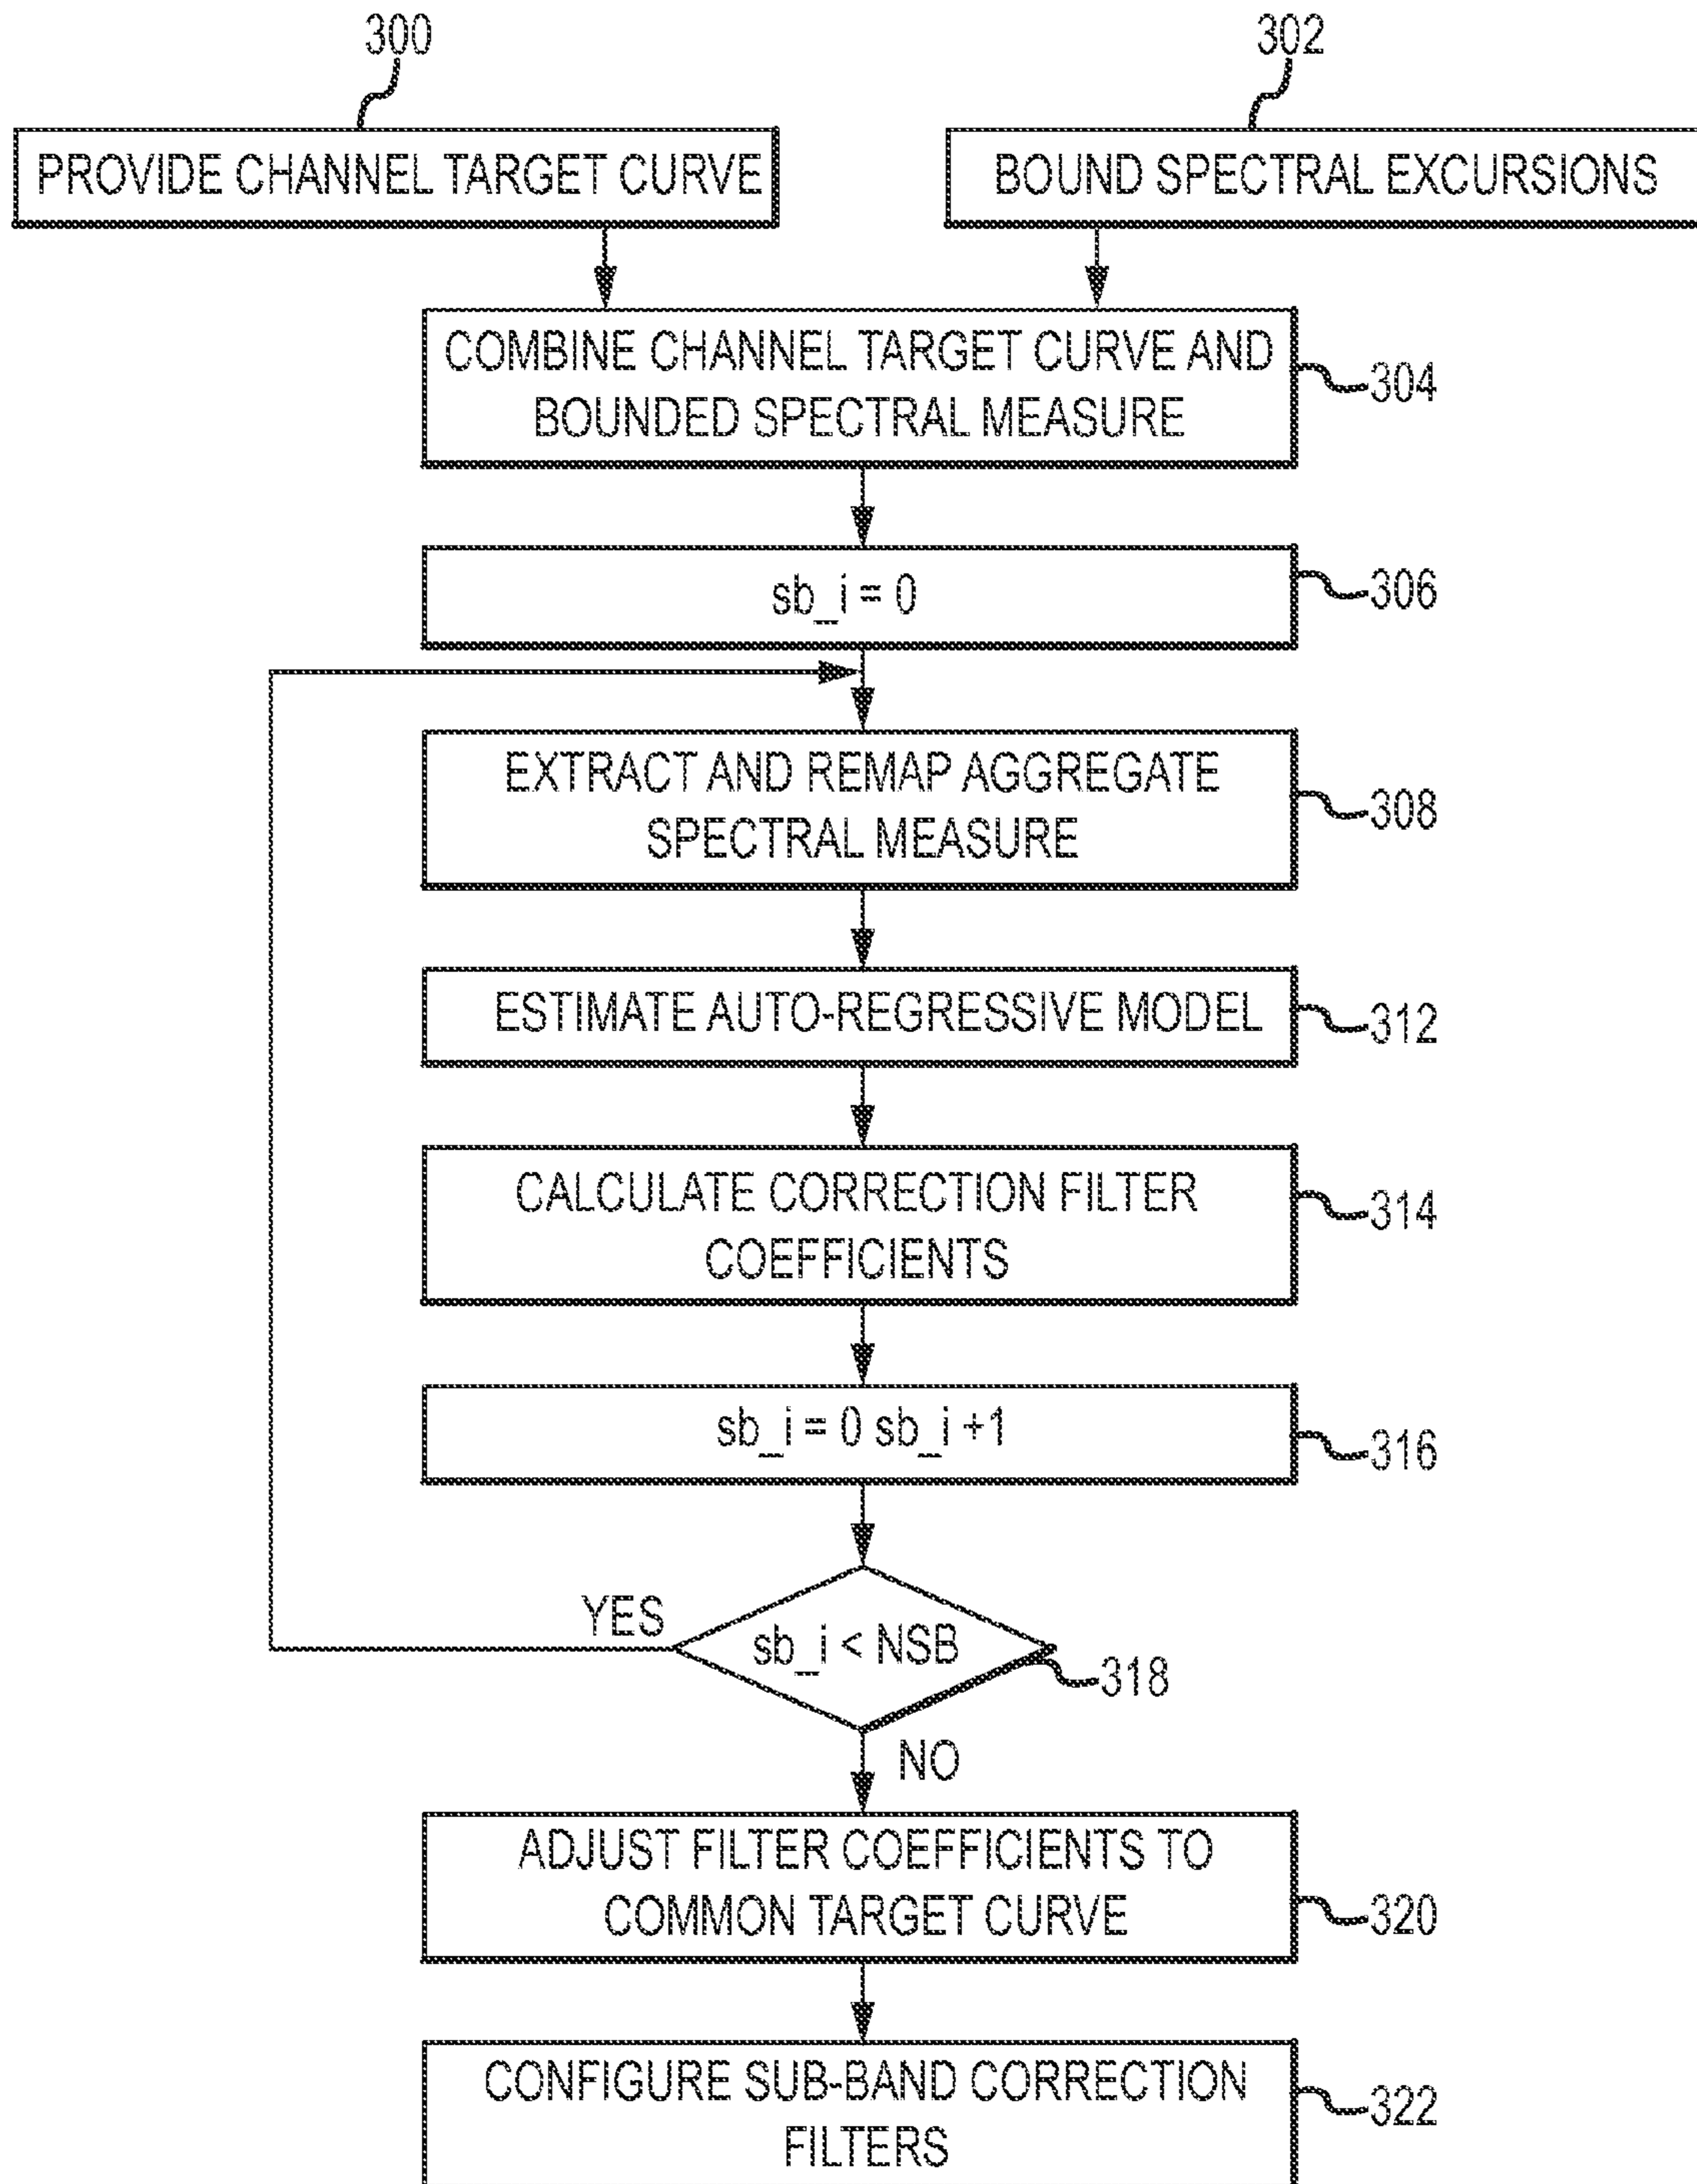 300
302
PROVIDE CHANNEL TARGET CURVE
BOUND SPECTRAL EXCURSIONS
COMBINE CHANNEL TARGET CURVE AND
BOUNDED SPECTRAL MEASURE
304
sb_i = 0
306
EXTRACT AND REMAP AGGREGATE
SPECTRAL MEASURE
308
ESTIMATE AUTO-REGRESSIVE MODEL
312
CALCULATE CORRECTION FILTER
COEFFICIENTS
314
sb_i = 0 sb_i +1
316
YES
sb_i < NSB
318
NO
ADJUST FILTER COEFFICIENTS TO
COMMON TARGET CURVE
320
CONFIGURE SUB-BAND CORRECTION
FILTERS
322